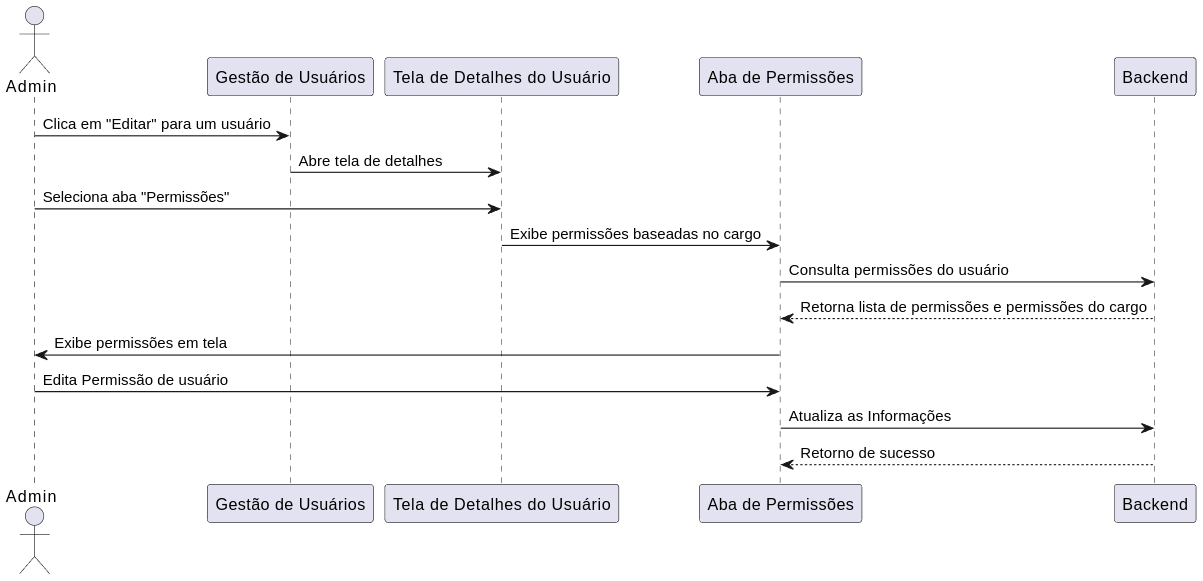 Admin
Gestão de Usuários
Tela de Detalhes do Usuário
Aba de Permissões
Backend
Clica em "Editar" para um usuário
Abre tela de detalhes
Seleciona aba "Permissões"
Exibe permissões baseadas no cargo
Consulta permissões do usuário
Retorna lista de permissões e permissões do cargo
Exibe permissões em tela
Edita Permissão de usuário
Atualiza as Informações
Retorno de sucesso
Admin
Gestão de Usuários
Tela de Detalhes do Usuário
Aba de Permissões
Backend